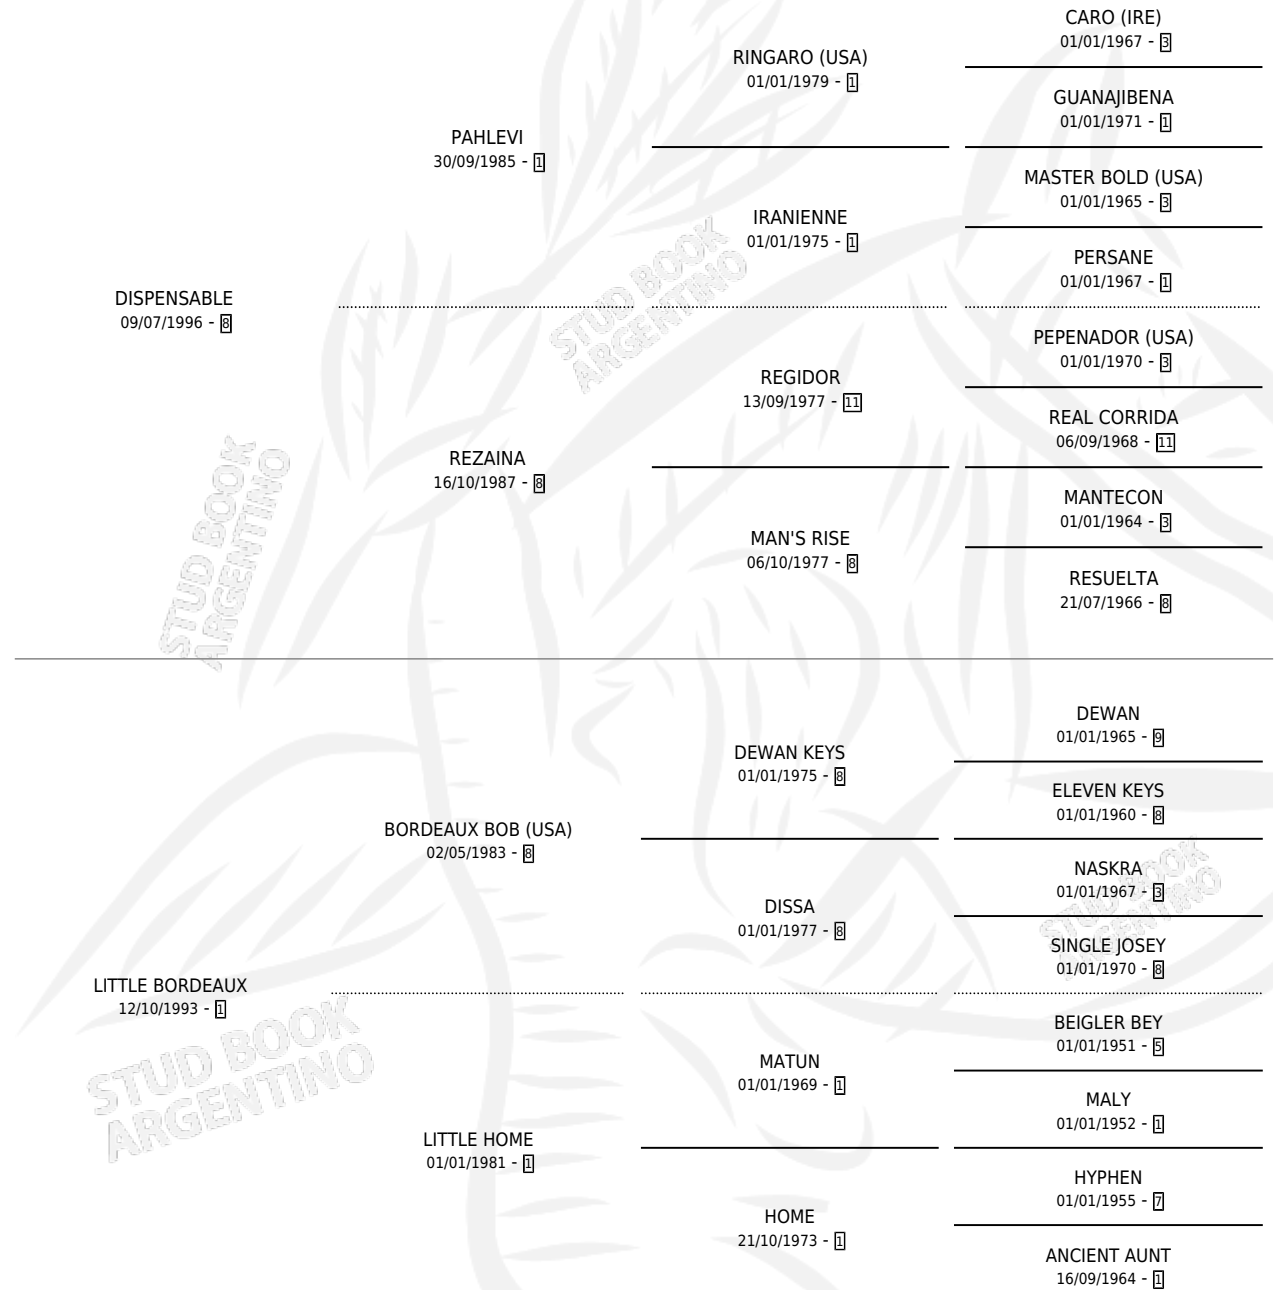 CARO (IRE)
01/01/1967 - 3
RINGARO (USA)
01/01/1979 - 1
GUANAJIBENA
01/01/1971 - 1
PAHLEVI
30/09/1985 - 1
MASTER BOLD (USA)
01/01/1965 - 3
IRANIENNE
01/01/1975 - 1
PERSANE
01/01/1967 - 1
DISPENSABLE
09/07/1996 - 8
PEPENADOR (USA)
01/01/1970 - 3
REGIDOR
13/09/1977 - 11
REAL CORRIDA
06/09/1968 - 11
REZAINA
16/10/1987 - 8
MANTECON
01/01/1964 - 3
MAN'S RISE
06/10/1977 - 8
RESUELTA
21/07/1966 - 8
STUD BOOK
ARGENTINO
STUD BOOK
ARGENTINO
DEWAN
01/01/1965 - 9
DEWAN KEYS
01/01/1975 - 8
ELEVEN KEYS
01/01/1960 - 8
BORDEAUX BOB (USA)
02/05/1983 - 8
NASKRA
01/01/1967 - 3
DISSA
01/01/1977 - 8
SINGLE JOSEY
01/01/1970 - 8
STUD BOOK
ARGENTINO
LITTLE BORDEAUX
12/10/1993 - 1
BEIGLER BEY
01/01/1951 - 5
MATUN
01/01/1969 - 1
MALY
01/01/1952 - 1
LITTLE HOME
01/01/1981 - 1
HYPHEN
01/01/1955 - 7
HOME
21/10/1973 - 1
ANCIENT AUNT
16/09/1964 - 1
STUD BOOK
ARGENTINO